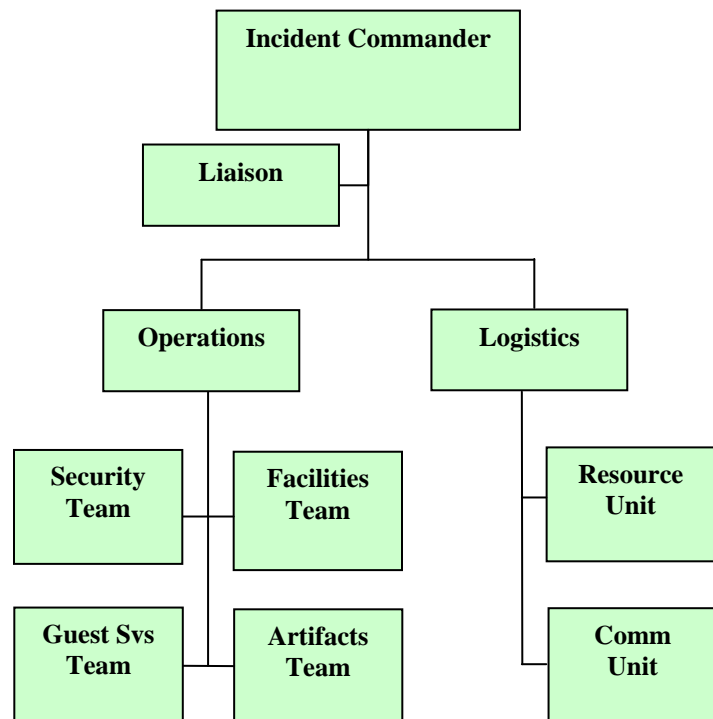 Incident Commander
Liaison
Operations
Logistics
Security
Team
Facilities
Team
Resource
Unit
Guest Svs
Team
Artifacts
Team
Comm
Unit